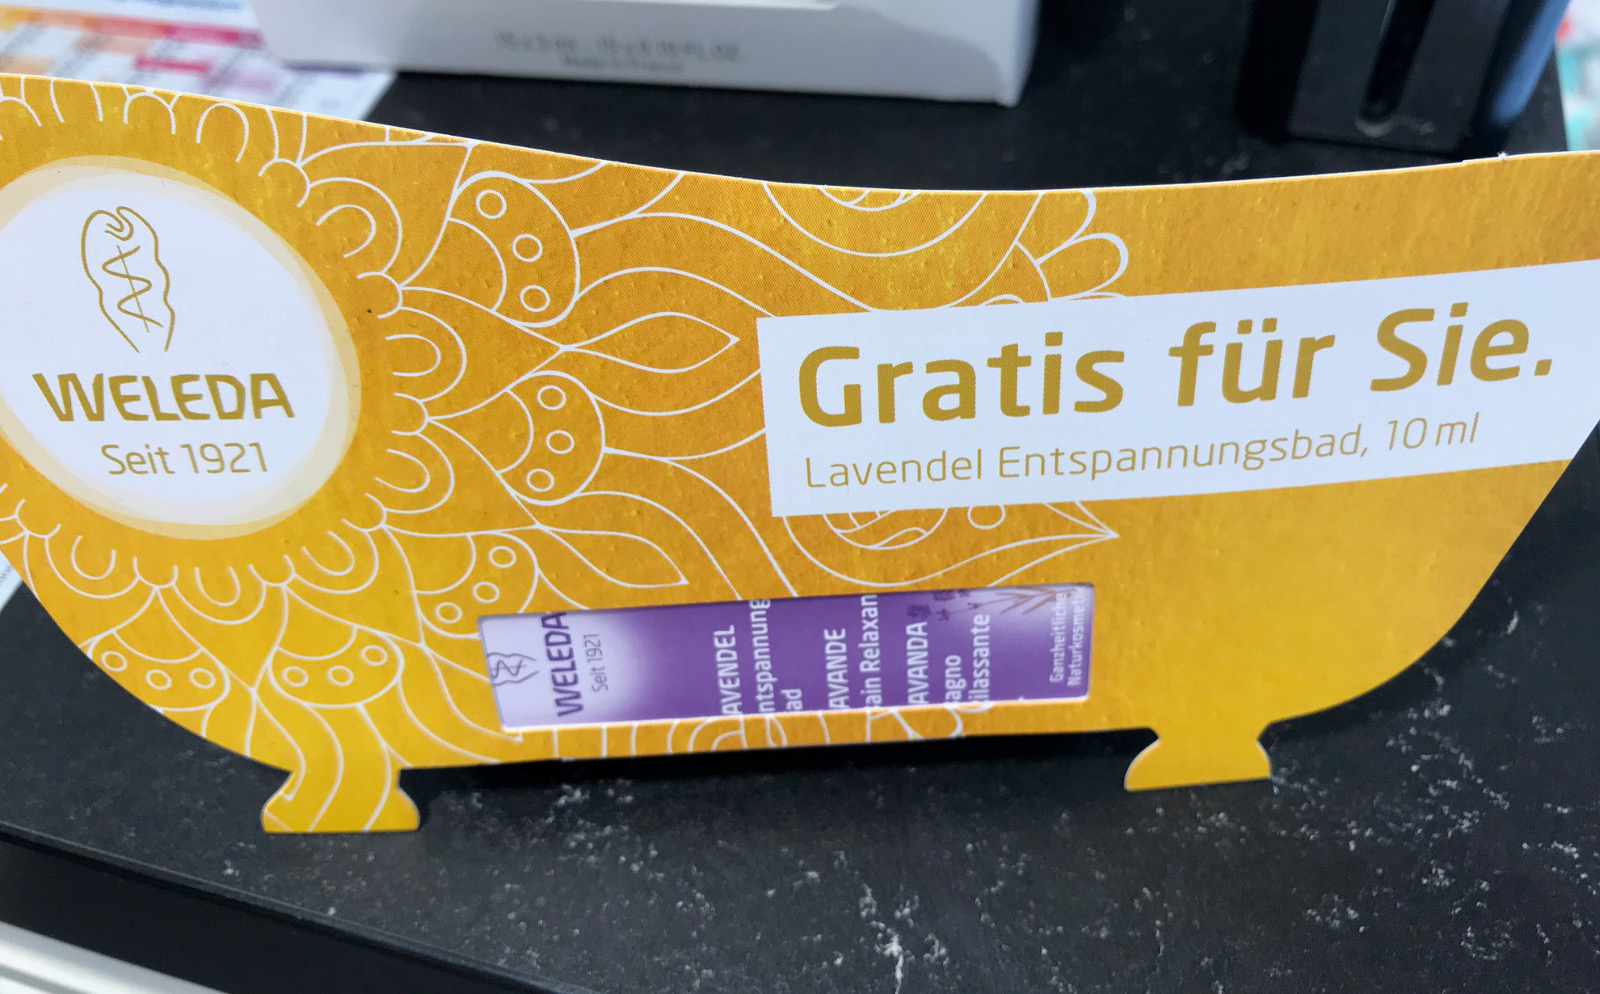 WELEDA
Seit 1921
Gratis für Sie.
Lavendel Entspannungsbad, 10 ml
WELEDA
Seit 1921
AVENDEL
ntspannung
ad
AVANDE
ain Relaxan
AVANDA
agno
ilassante
Ganzheitliche
Naturkosmetik